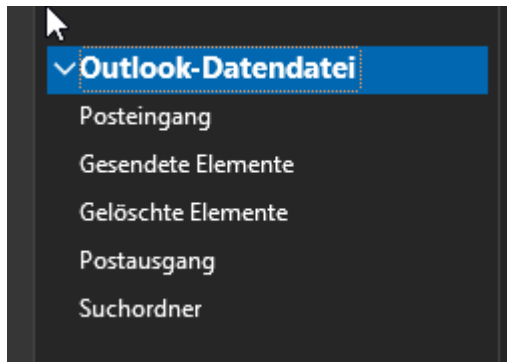 Outlook-Datendatei
Posteingang
Gesendete Elemente
Gelöschte Elemente
Postausgang
Suchordner